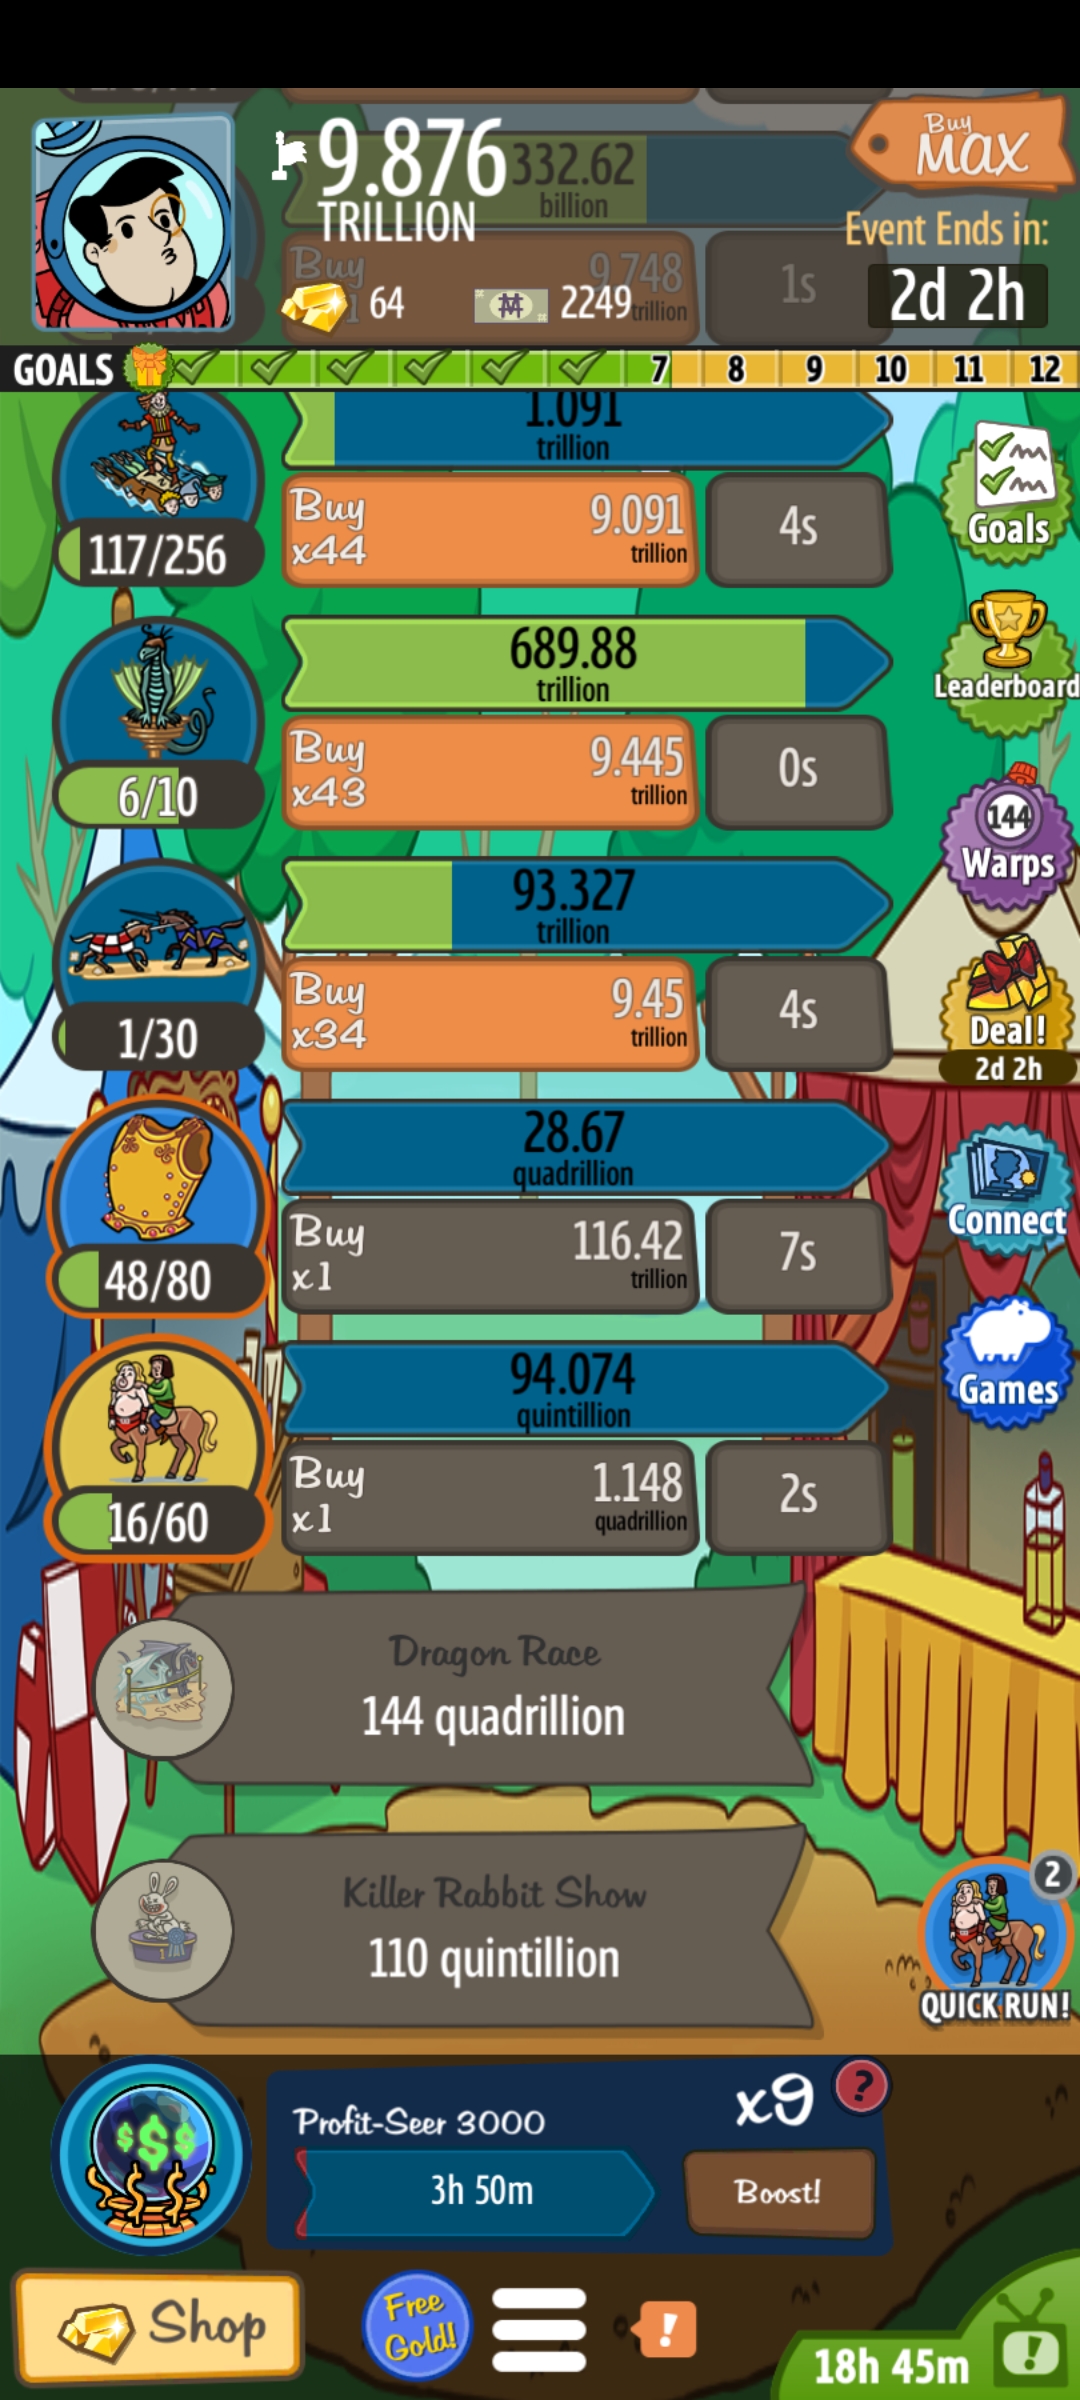 9.876
TRILLION
332.62
billion
Buy
MAX
Event Ends in:
2d 2h
Buy
9.748
trillion
1s
64
2249
GOALS
7
8
9
10
11
12
1.091
trillion
117/256
Buy
x44
9.091
trillion
4s
Goals
689.88
trillion
6/10
Buy
x43
9.445
trillion
0s
Leaderboard
144
Warps
93.327
trillion
1/30
Buy
x34
9.45
trillion
4s
Deal!
2d 2h
28.67
quadrillion
48/80
Buy
x1
116.42
trillion
7s
Connect
94.074
quintillion
16/60
Buy
x1
1.148
quadrillion
2s
Games
START
Dragon Race
144 quadrillion
1
Killer Rabbit Show
110 quintillion
2
QUICK RUN!
$$$
Profit-Seer 3000
x9
?
3h 50m
Boost!
Shop
Free
Gold!
!
18h 45m
!